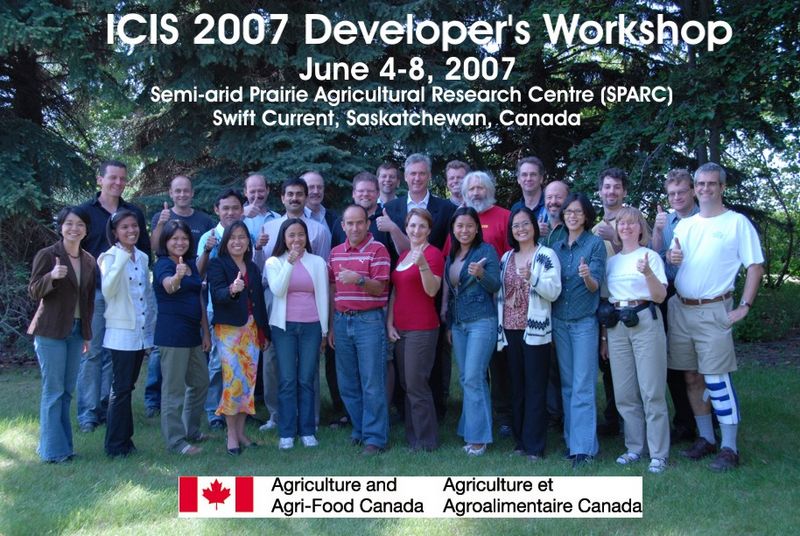 ICIS 2007 Developer's Workshop
June 4-8, 2007
Semi-arid Prairie Agricultural Research Centre (SPARC)
Swift Current, Saskatchewan, Canada
Agriculture and
Agri-Food Canada
Agriculture et
Agroalimentaire Canada